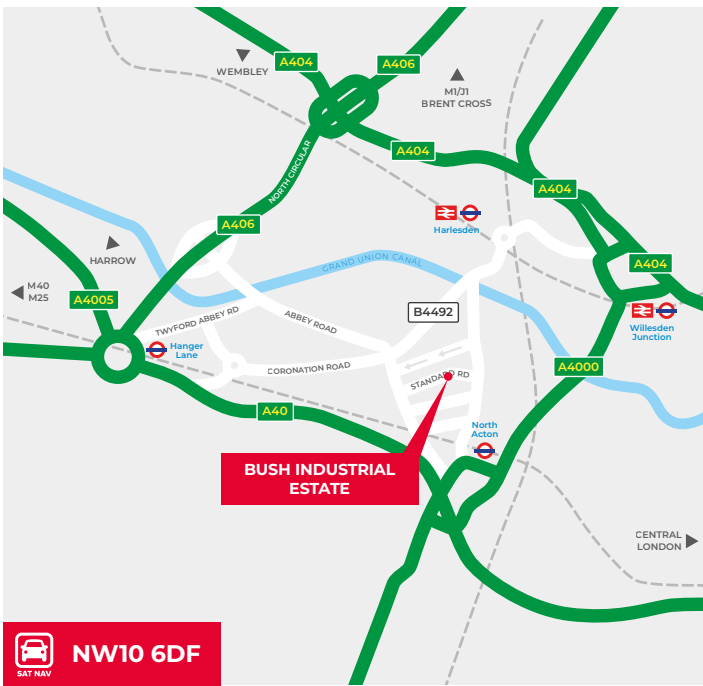 A404
A406
WEMBLEY
M1/J1
BRENT CROSS
NORTH CIRCULAR
A404
A404
Harlesden
A406
HARROW
GRAND UNION CANAL
A404
M40
M25
A4005
TWYFORD ABBEY RD
ABBEY ROAD
B4492
Willesden
Junction
Hanger
Lane
CORONATION ROAD
STANDARD RD
A4000
A40
North
Acton
BUSH INDUSTRIAL
ESTATE
CENTRAL
LONDON
SAT NAV
NW10 6DF